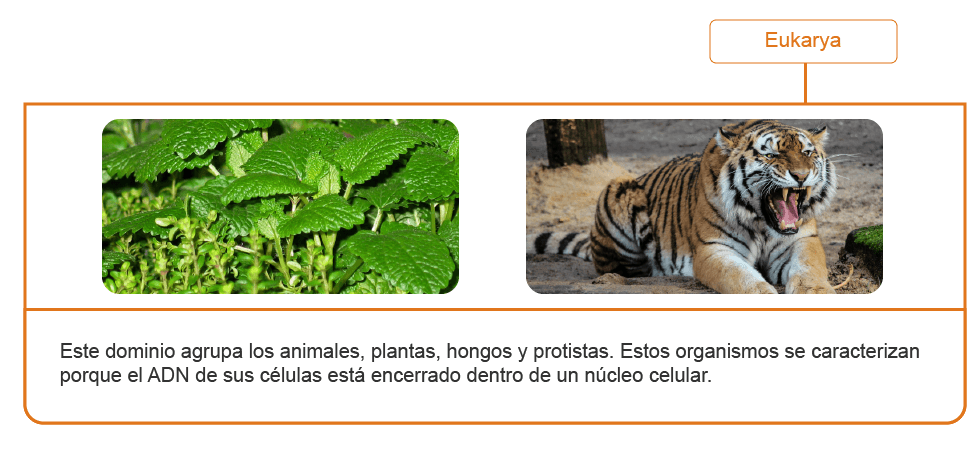 Eukarya
Este dominio agrupa los animales, plantas, hongos y protistas. Estos organismos se caracterizan
porque el ADN de sus células está encerrado dentro de un núcleo celular.